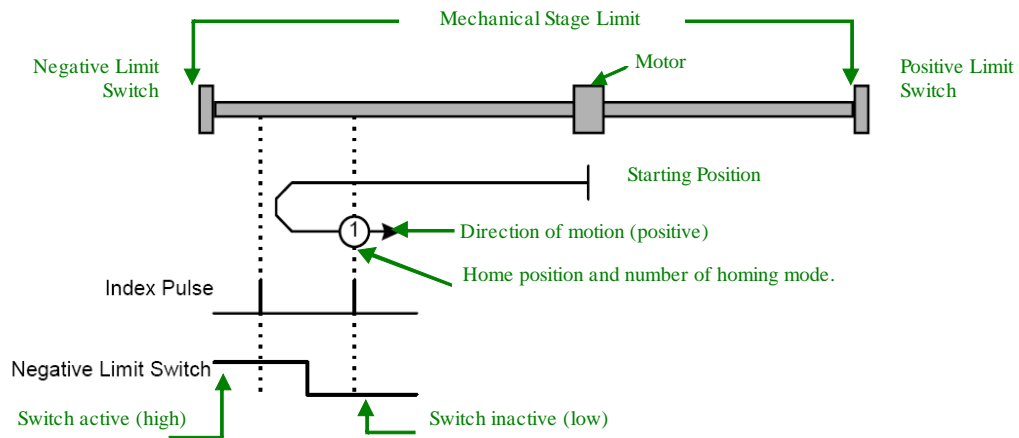 Mechanical Stage Limit
Negative Limit
Switch
Motor
Positive Limit
Switch
Starting Position
1
Direction of motion (positive)
Home position and number of homing mode.
Index Pulse
Negative Limit Switch
Switch active (high)
Switch inactive (low)